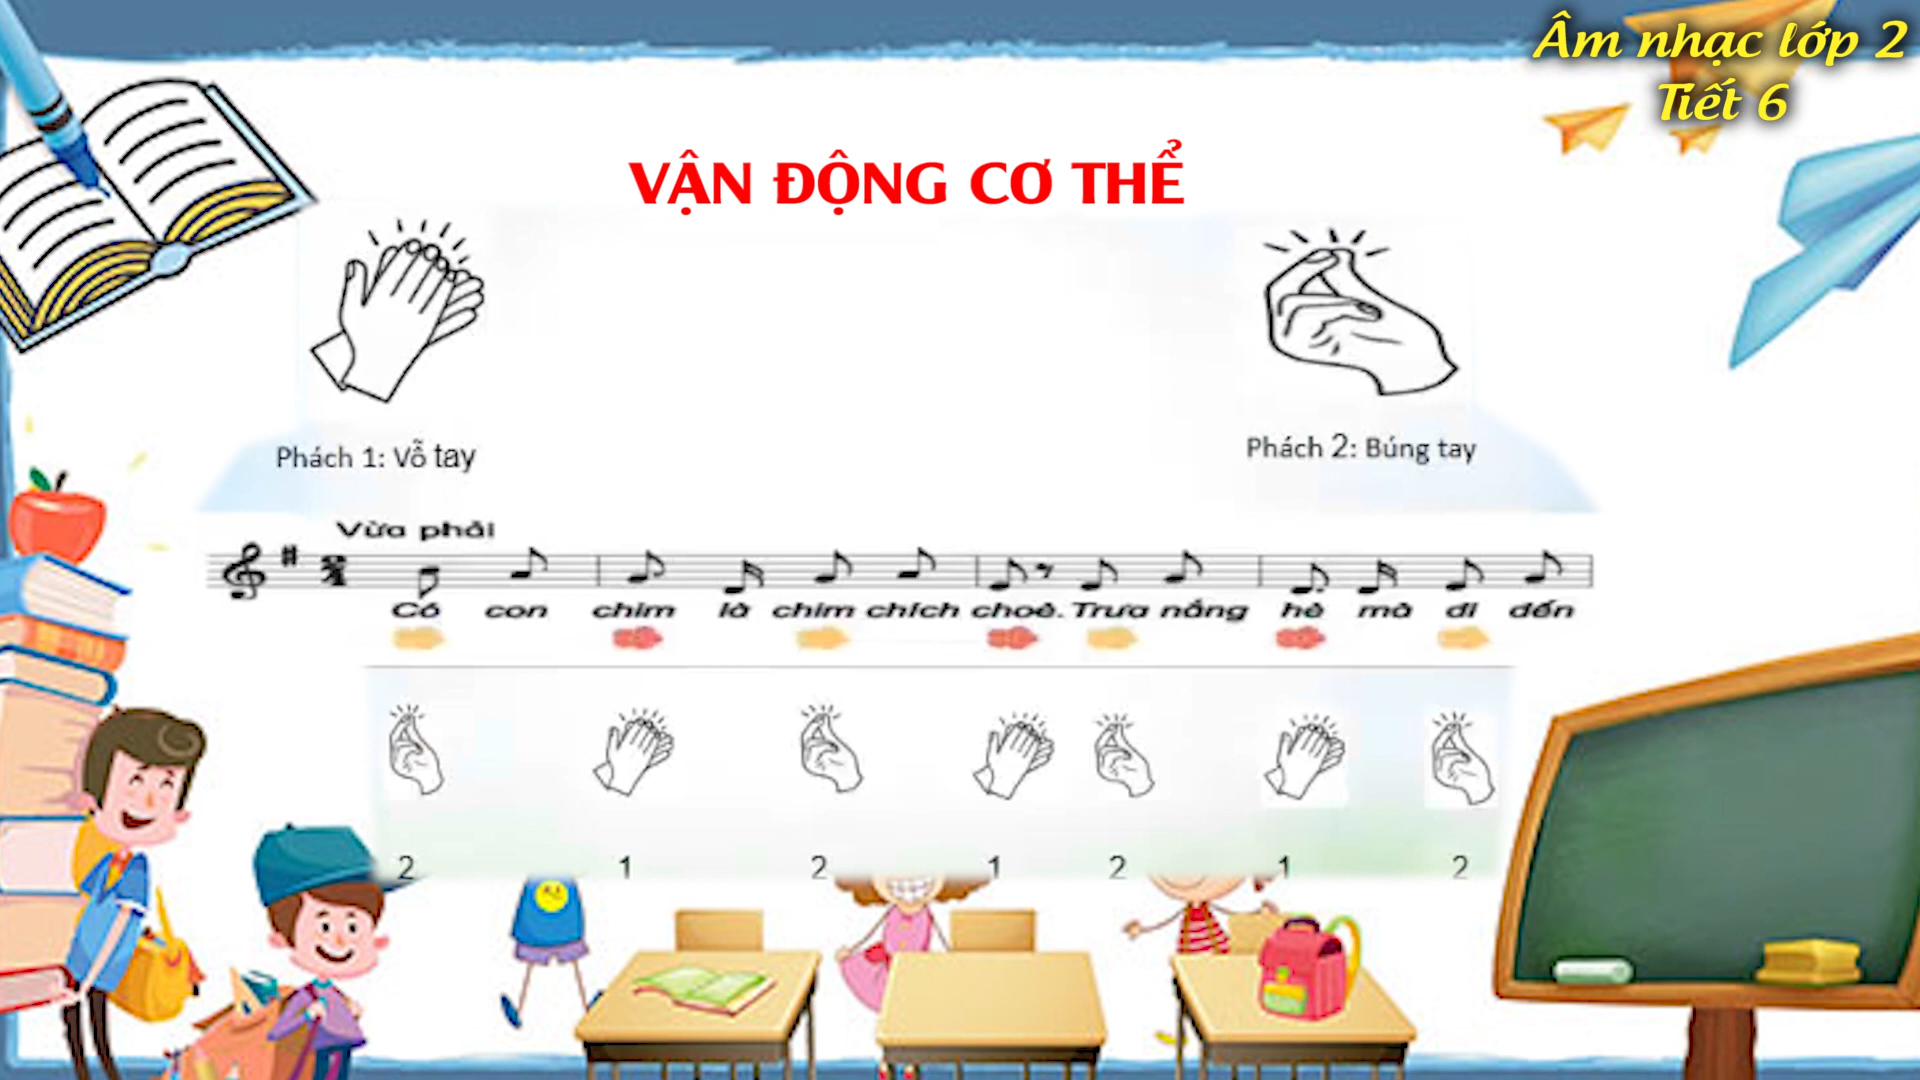 Âm nhạc lớp 2
Tiết 6
VẬN ĐỘNG CƠ THỂ
Phách 1: Vỗ tay
Phách 2: Búng tay
Vừa phải
2
4
Có con chim là chim chích choè. Trưa nắng hè mà đi đến
2 1 2 1 2 1 2